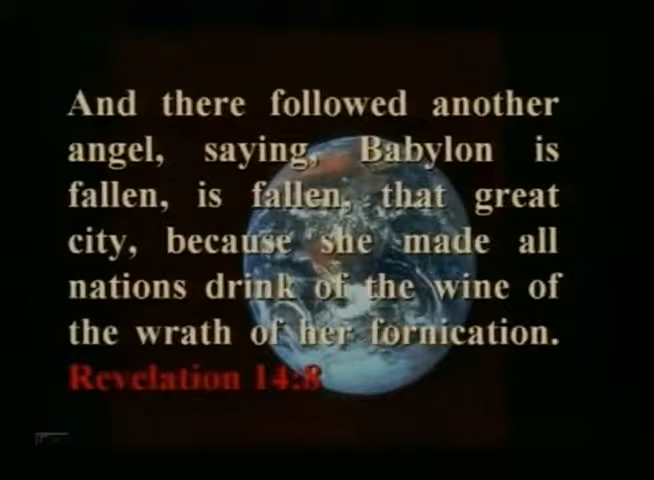 And there followed another
angel, saying, Babylon is
fallen, is fallen, that great
city, because she made all
nations drink of the wine of
the wrath of her fornication.
Revelation 14:8